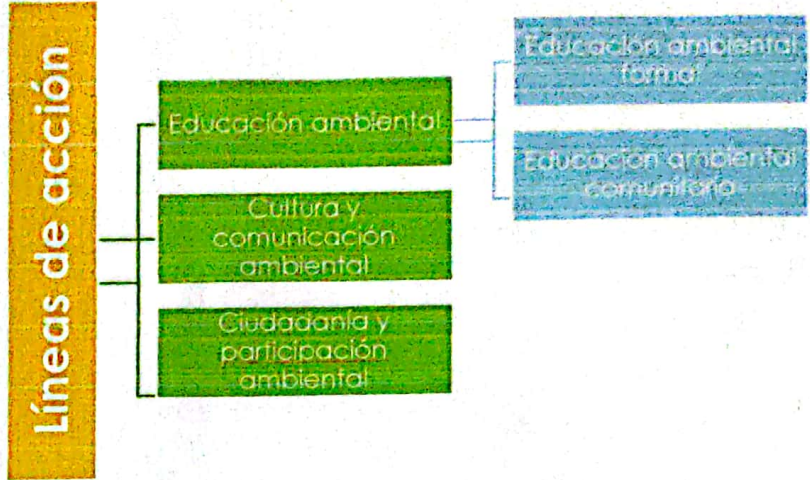 Líneas de acción
Educación ambiental
Cultura y
comunicación
ambiental
Ciudadanía y
participación
ambiental
Educación ambiental
formal
Educación ambiental
comunitaria